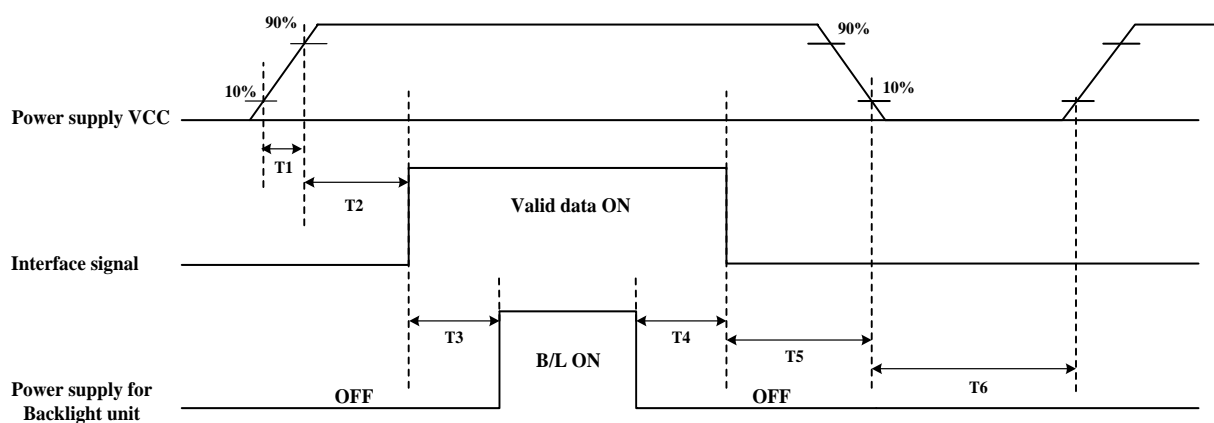 90%
90%
10%
10%
Power supply VCC
T1
T2
Valid data ON
Interface signal
T3
T4
T5
B/L ON
T6
Power supply for
Backlight unit
OFF
OFF